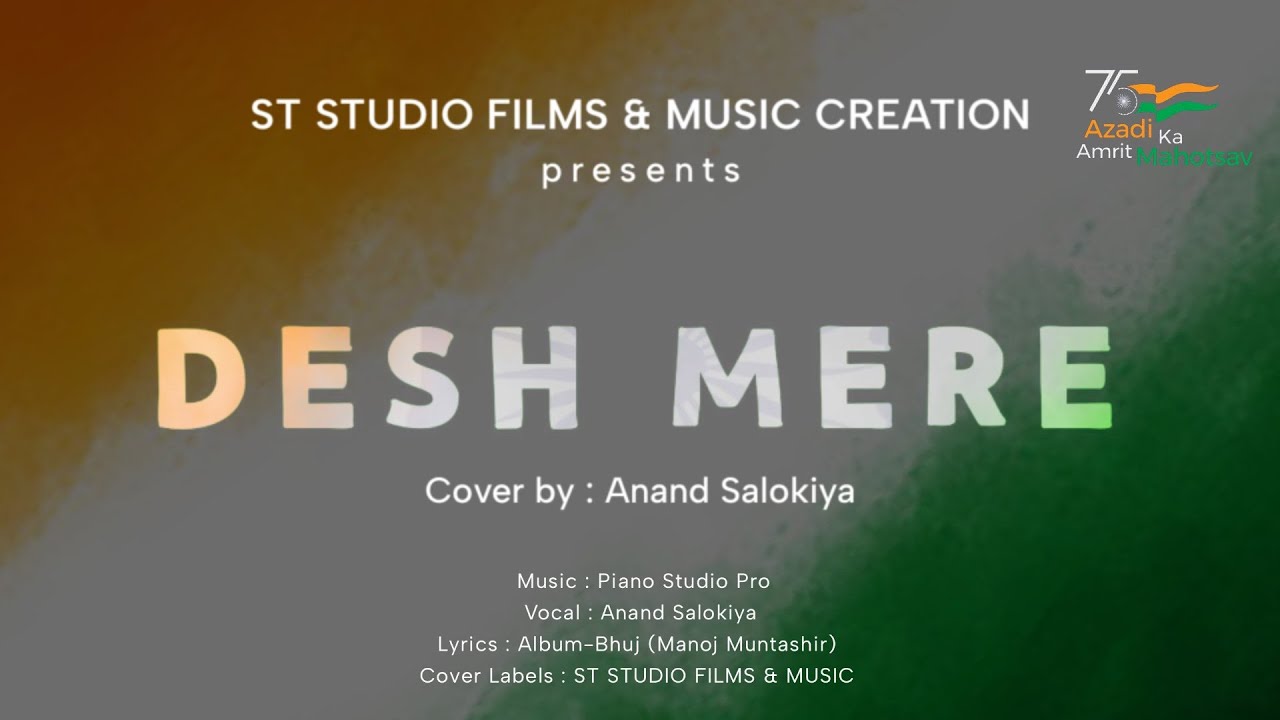 ST STUDIO FILMS & MUSIC CREATION
presents
75
Azadi Ka
Amrit Mahotsav
DESH MERE
Cover by : Anand Salokiya
Music : Piano Studio Pro
Vocal : Anand Salokiya
Lyrics : Album-Bhuj (Manoj Muntashir)
Cover Labels : ST STUDIO FILMS & MUSIC